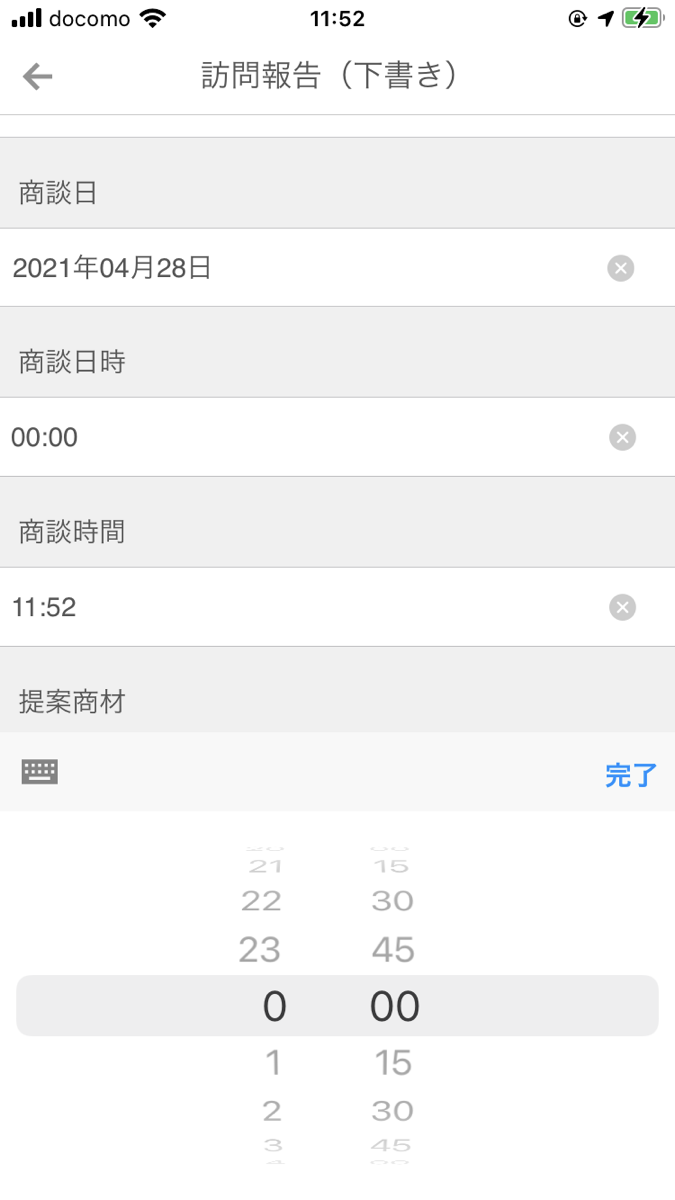 docomo 11:52
訪問報告（下書き）
商談日
2021年04月28日
商談日時
00:00
商談時間
11:52
提案商材
完了
21 15
22 30
23 45
0 00
1 15
2 30
3 45